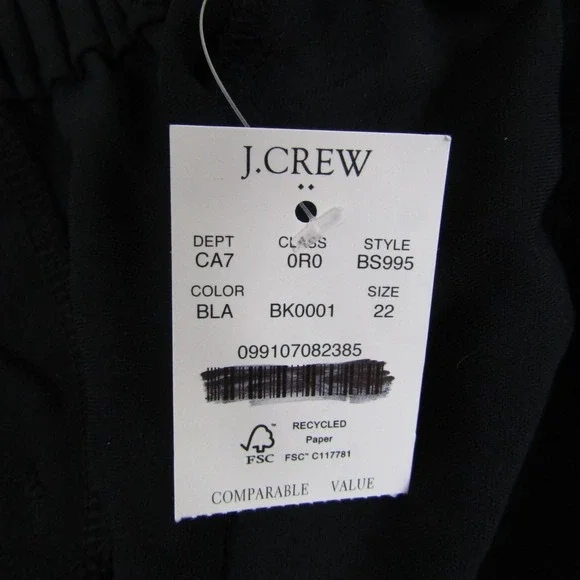 J.CREW
DEPT CLASS STYLE
CA7 0R0 BS995
COLOR SIZE
BLA BK0001 22
099107082385
RECYCLED
Paper
FSC FSC™ C117781
COMPARABLE VALUE